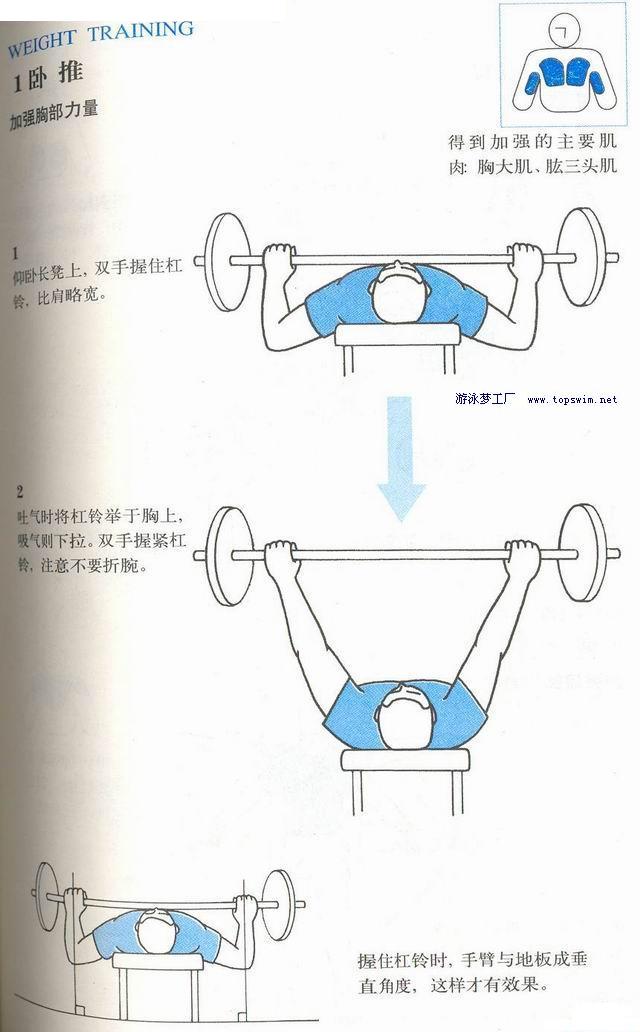 WEIGHT TRAINING
1卧 推
加强胸部力量
得到加强的主要肌
肉: 胸大肌、肱三头肌
1
仰卧长凳上，双手握住杠
铃，比肩略宽。
游泳梦工厂 www.topswim.net
2
吐气时将杠铃举于胸上，
吸气则下拉。双手握紧杠
铃，注意不要折腕。
握住杠铃时，手臂与地板成垂
直角度，这样才有效果。